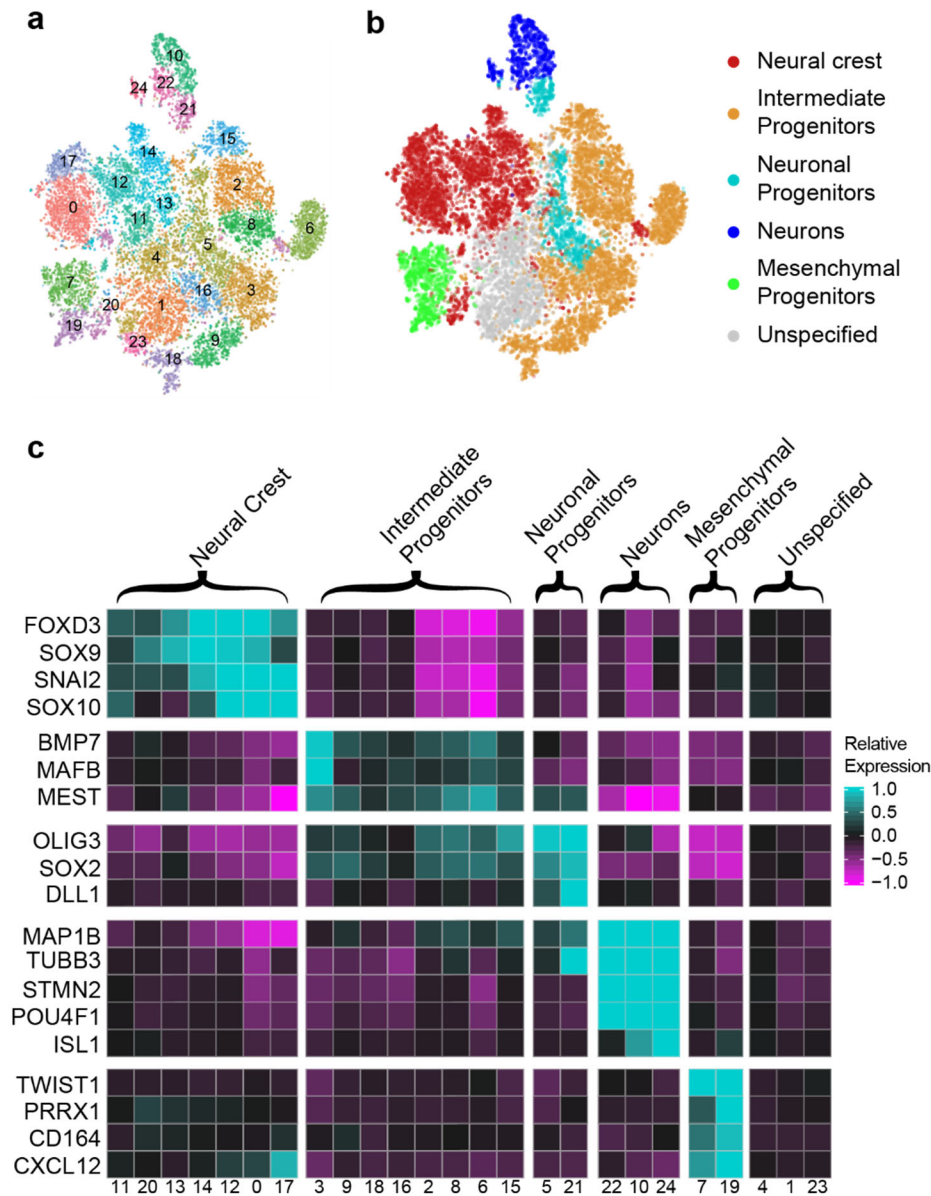 a
b
10
22
24
21
15
14
17
12
2
0
13
11
8
6
5
4
7
16
3
20
1
19
23
9
18
Neural crest
Intermediate
Progenitors
Neuronal
Progenitors
Neurons
Mesenchymal
Progenitors
Unspecified
c
Neural Crest
Intermediate
Progenitors
Neuronal
Progenitors
Neurons
Mesenchymal
Progenitors
Unspecified
FOXD3
SOX9
SNAI2
SOX10
BMP7
MAFB
MEST
OLIG3
SOX2
DLL1
MAP1B
TUBB3
STMN2
POU4F1
ISL1
TWIST1
PRRX1
CD164
CXCL12
Relative
Expression
1.0
0.5
0.0
−0.5
−1.0
11 20 13 14 12 0 17 3 9 18 16 2 8 6 15 5 21 22 10 24 7 19 4 1 23